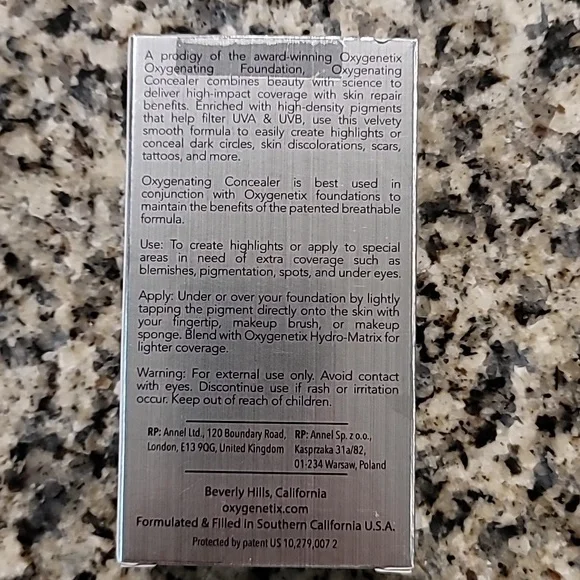 A prodigy of the award-winning Oxygenetix
Oxygenating Foundation, Oxygenating
Concealer combines beauty with science to
deliver high-impact coverage with skin repair
benefits. Enriched with high-density pigments
that help filter UVA & UVB, use this velvety
smooth formula to easily create highlights or
conceal dark circles, skin discolorations, scars,
tattoos, and more.
Oxygenating Concealer is best used in
conjunction with Oxygenetix foundations to
maintain the benefits of the patented breathable
formula.
Use: To create highlights or apply to special
areas in need of extra coverage such as
blemishes, pigmentation, spots, and under eyes.
Apply: Under or over your foundation by lightly
tapping the pigment directly onto the skin with
your fingertip, makeup brush, or makeup
sponge. Blend with Oxygenetix Hydro-Matrix for
lighter coverage.
Warning: For external use only. Avoid contact
with eyes. Discontinue use if rash or irritation
occur. Keep out of reach of children.
RP: Annel Ltd., 120 Boundary Road,
London, E13 9QG, United Kingdom
RP: Annel Sp. z o.o.,
Kasprzaka 31a/82,
01-234 Warsaw, Poland
Beverly Hills, California
oxygenetix.com
Formulated & Filled in Southern California U.S.A.
Protected by patent US 10,279,007 2